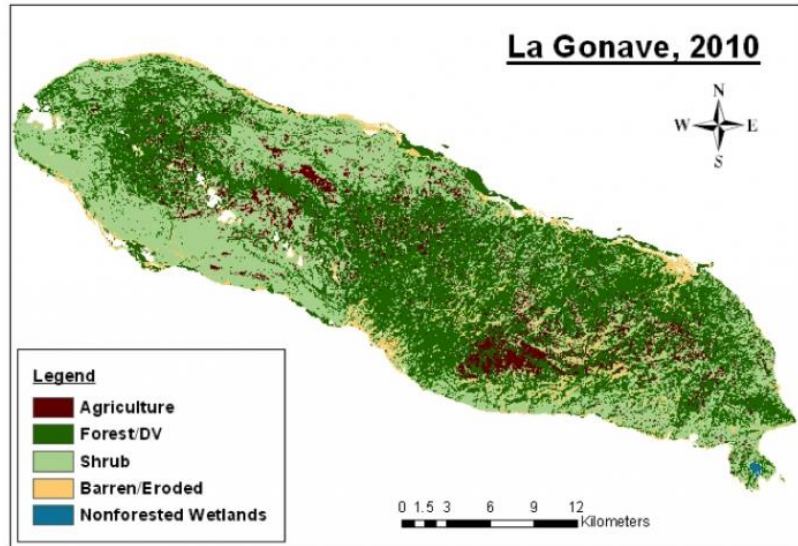 La Gonave, 2010
N
W E
S
Legend
Agriculture
Forest/DV
Shrub
Barren/Eroded
Nonforested Wetlands
0 1.5 3 6 9 12
Kilometers